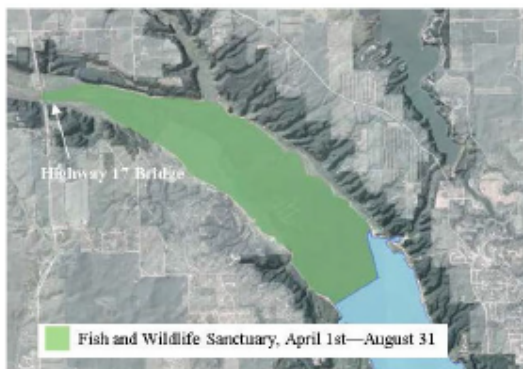 Highway 17 Bridge
Fish and Wildlife Sanctuary, April 1st—August 31